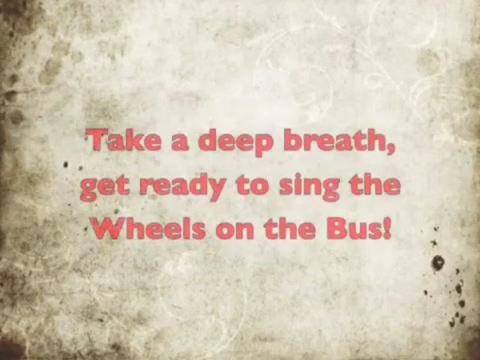 Take a deep breath,
get ready to sing the
Wheels on the Bus!